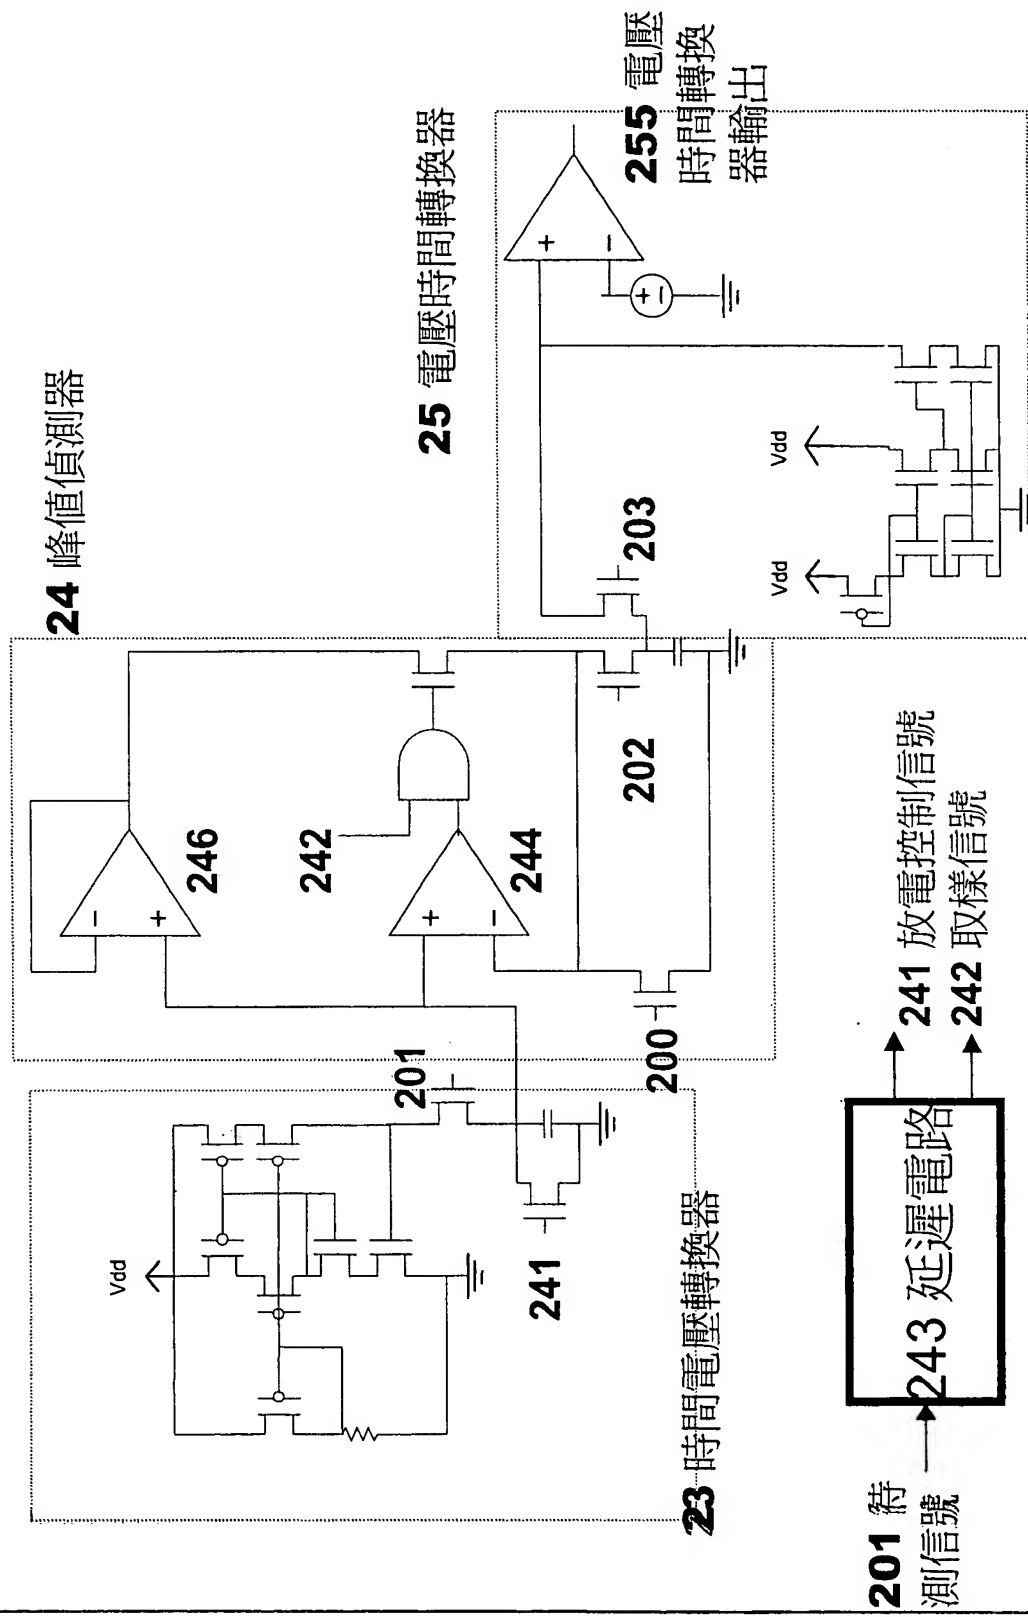 23 時間電壓轉換器
Vdd
201
241
24 峰值偵測器
246
242
244
200
202
25 電壓時間轉換器
203
Vdd
Vdd
255 電壓
時間轉換
器輸出
201 待
測信號
243 延遲電路
241 放電控制信號
242 取樣信號